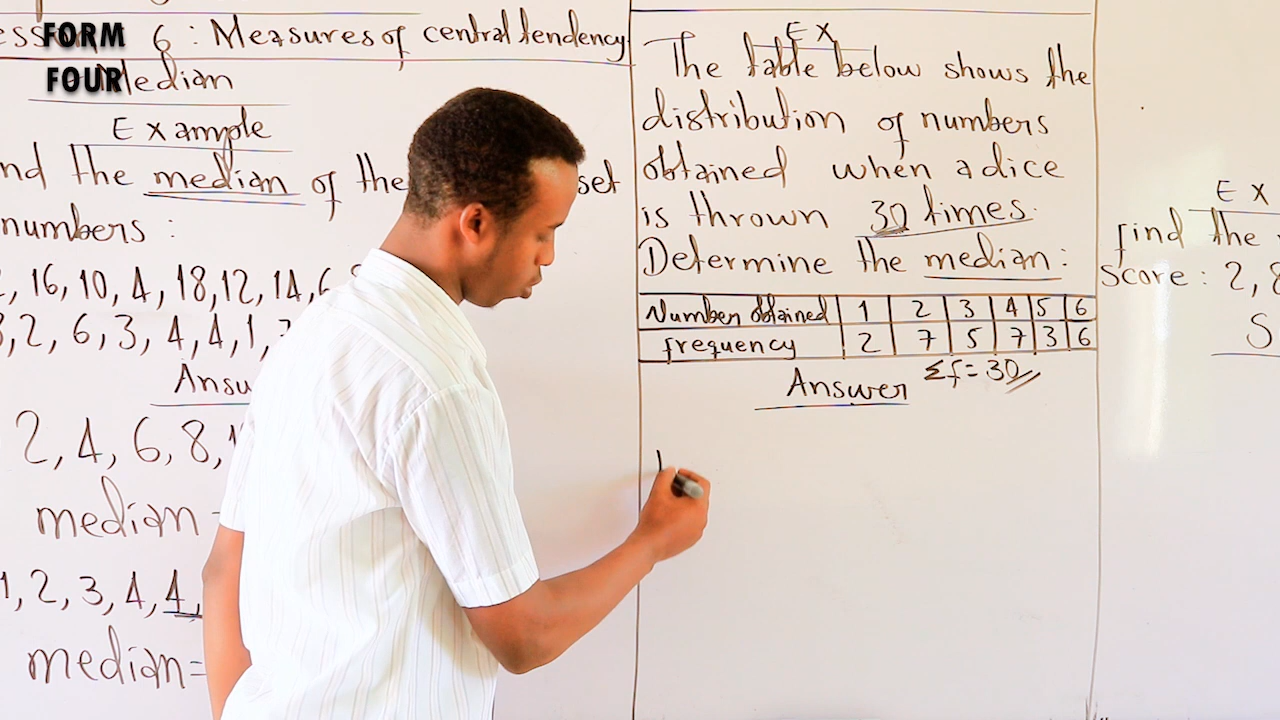 FORM
FOUR
6 : Measures of central tendency
Median
Example
the median of the set
numbers :
, 16, 10, 4, 18, 12, 14, 6
, 2, 6, 3, 4, 4, 1,
Answ
2, 4, 6, 8, 1
median =
1, 2, 3, 4, 4,
median =
Ex
The table below shows the
distribution of numbers
obtained when a dice
is thrown 30 times.
Determine the median :
Number obtained 1 2 3 4 5 6
frequency 2 7 5 7 3 6
Σf = 30
Answer
Ex
find the
score : 2, 8
S